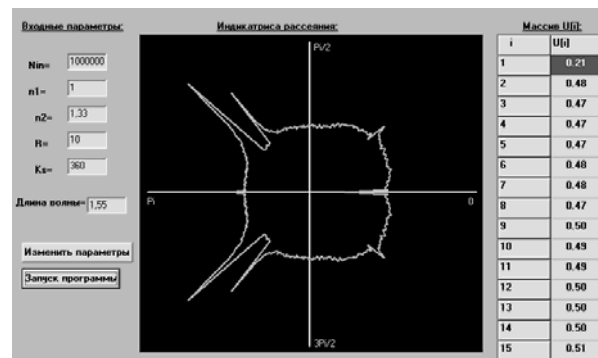 Входные параметры:
Nin= 1000000
n1= 1
n2= 1,33
R= 10
Ks= 360
Длина волны= 1,55
Изменить параметры
Запуск программы
Индикатриса рассеяния:
Pi/2
Pi
0
3Pi/2
Массив U[i]:
i U[i]
1 0.21
2 0.48
3 0.47
4 0.47
5 0.47
6 0.48
7 0.48
8 0.47
9 0.50
10 0.49
11 0.49
12 0.50
13 0.50
14 0.50
15 0.51